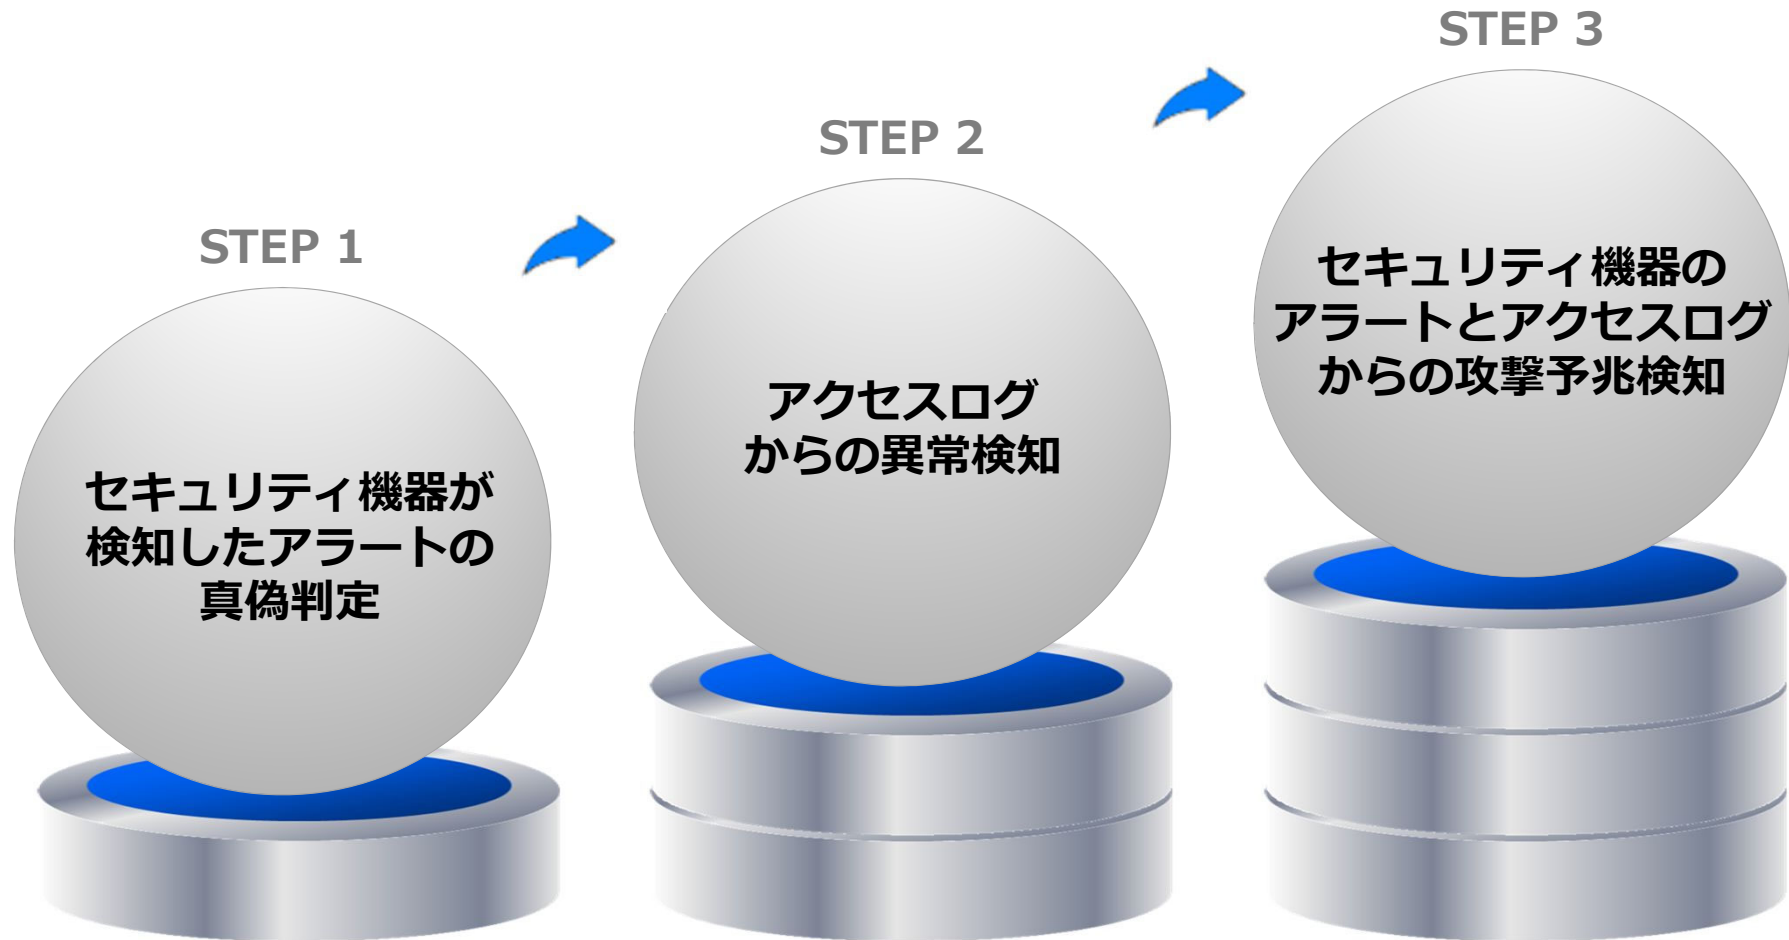 STEP 1
セキュリティ機器が
検知したアラートの
真偽判定
STEP 2
アクセスログ
からの異常検知
STEP 3
セキュリティ機器の
アラートとアクセスログ
からの攻撃予兆検知